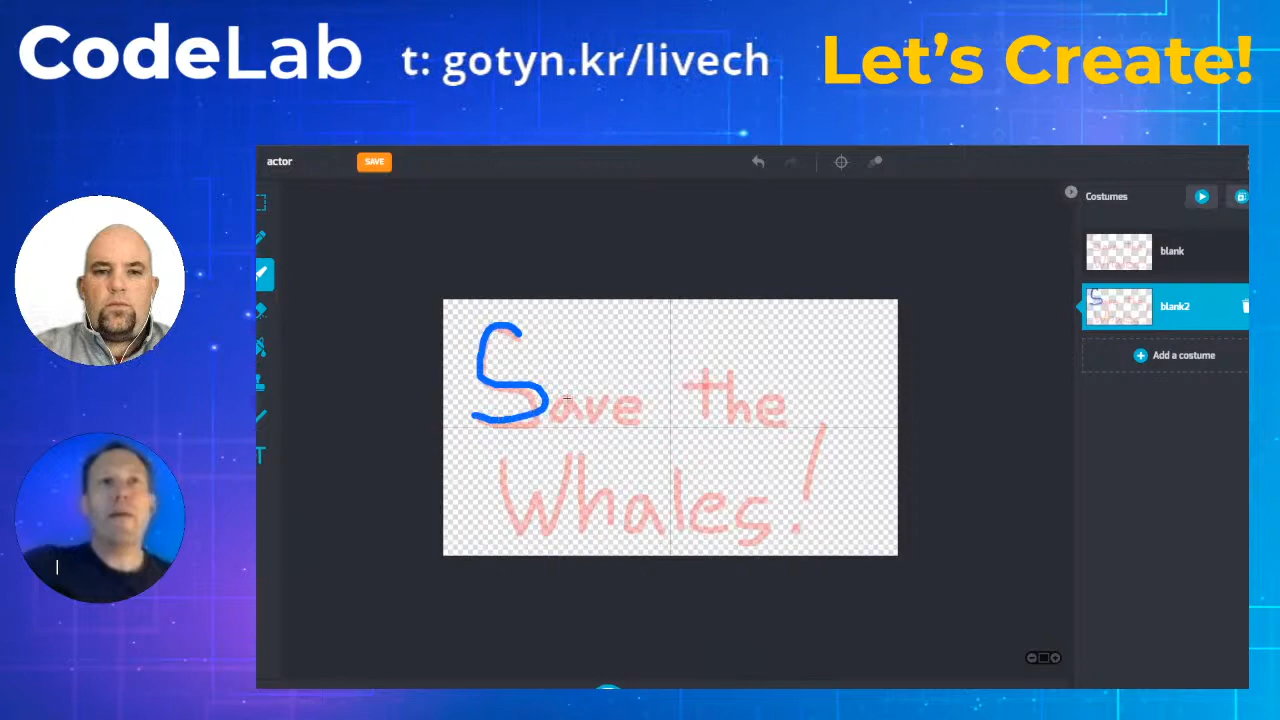 CodeLab
t: gotyn.kr/livech
Let's Create!
actor
SAVE
Costumes
blank
blank2
Add a costume
Save the
Whales!
T